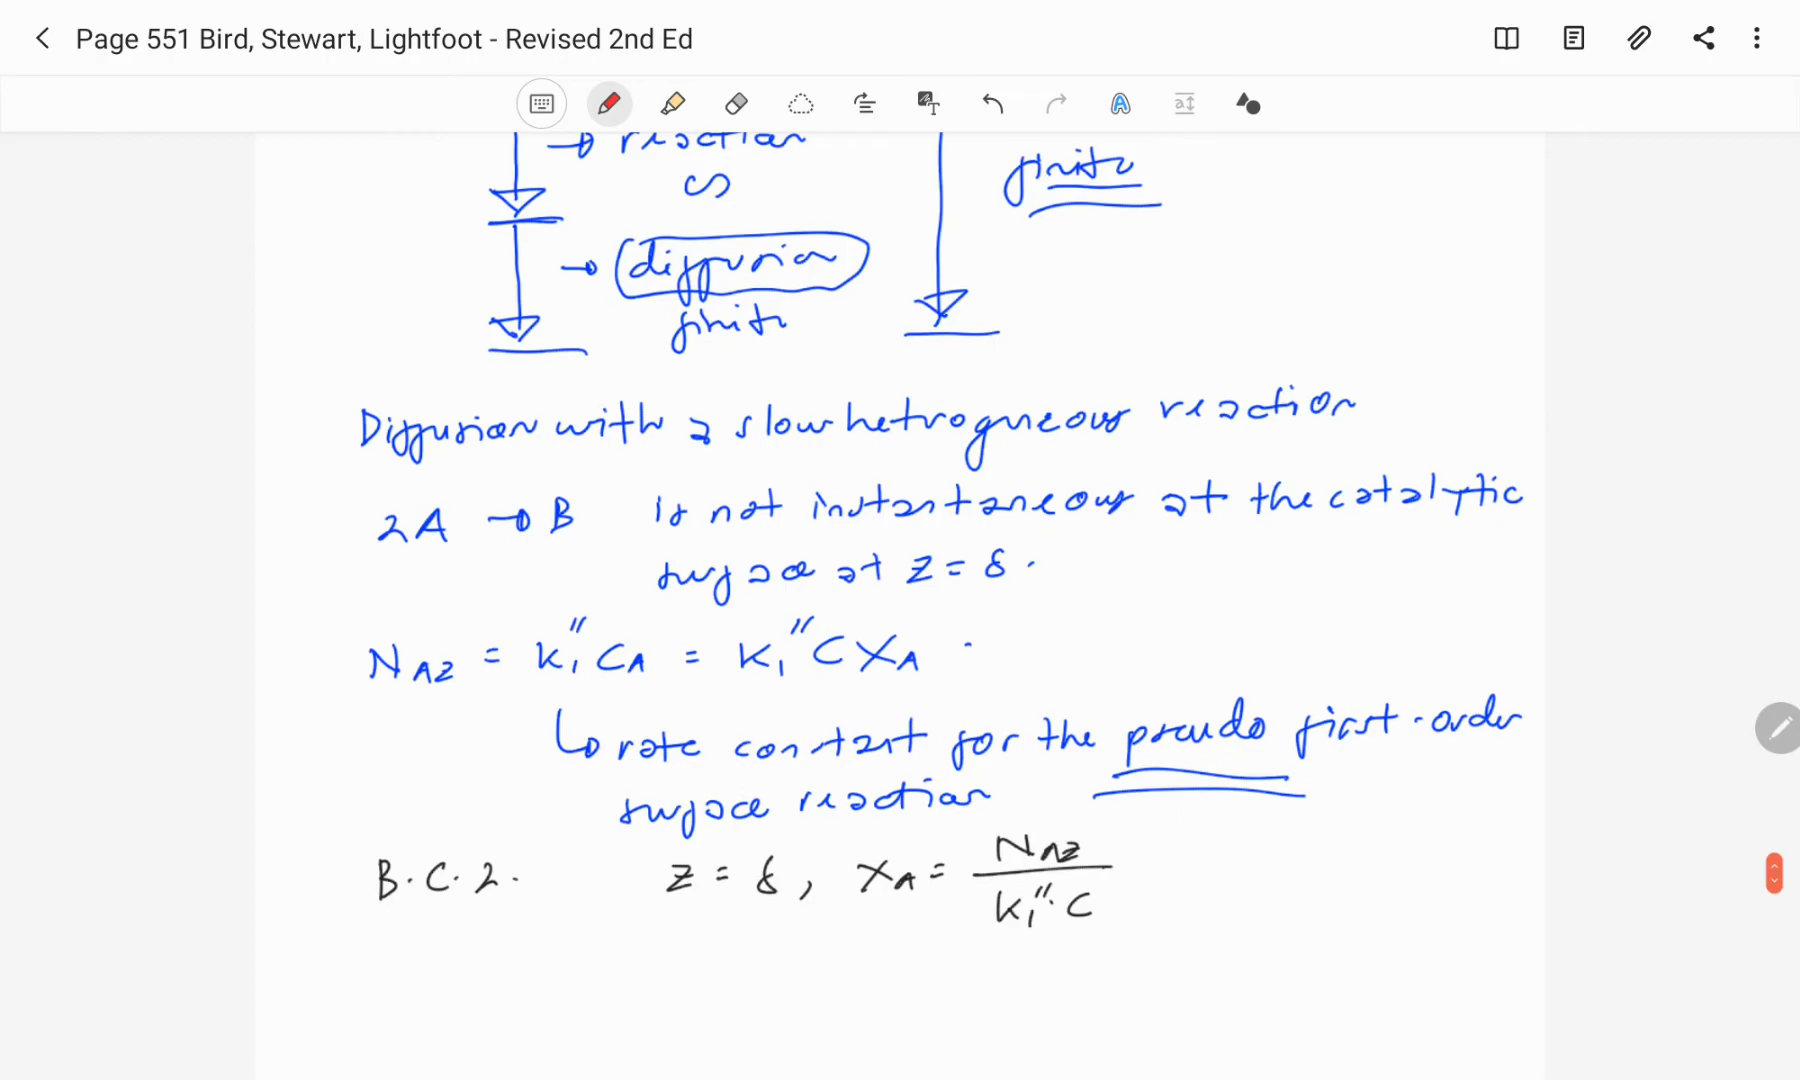 Page 551 Bird, Stewart, Lightfoot - Revised 2nd Ed
→ reaction
finite
∞
→ diffusion
finite
Diffusion with a slow hetrogneous reaction
2A → B is not instantaneous at the catalytic
surface at z = δ.
N_AZ = K₁'' C_A = K₁'' C X_A .
↳ rate constant for the pseudo first-order
surface reaction
B.C.2. z = δ, X_A = N_AZ / K₁''. C